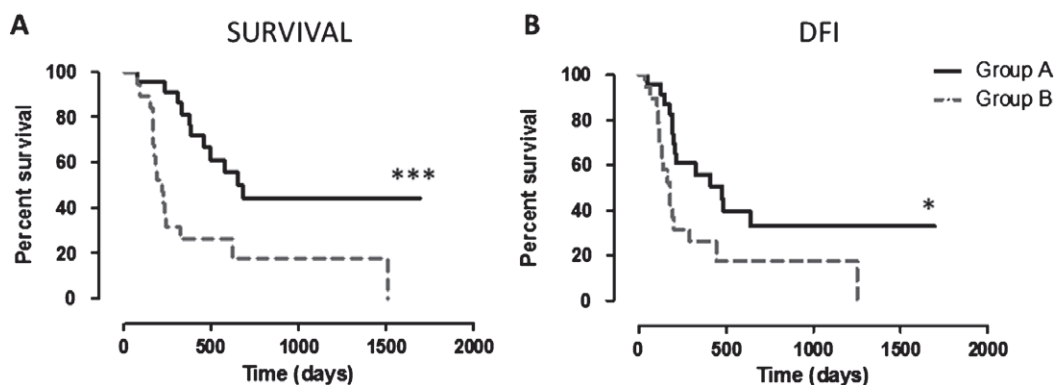 A SURVIVAL
Percent survival
100
80
60
40
20
0
***
0 500 1000 1500 2000
Time (days)
B DFI
Percent survival
100
80
60
40
20
0
*
0 500 1000 1500 2000
Time (days)
Group A
Group B